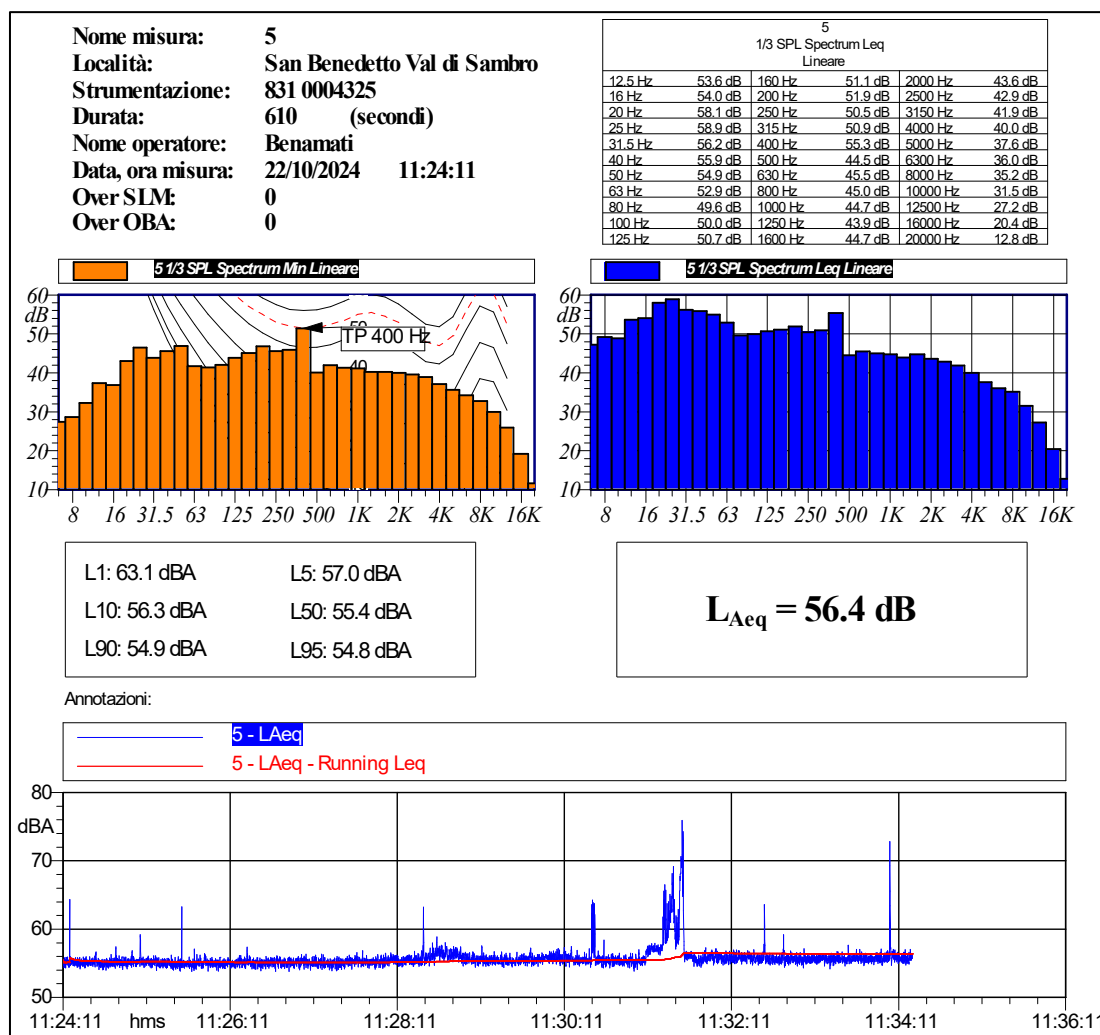 Nome misura: 5
Località: San Benedetto Val di Sambro
Strumentazione: 831 0004325
Durata: 610 (secondi)
Nome operatore: Benamati
Data, ora misura: 22/10/2024 11:24:11
Over SLM: 0
Over OBA: 0
5
1/3 SPL Spectrum Leq
Lineare
12.5 Hz 53.6 dB 160 Hz 51.1 dB 2000 Hz 43.6 dB
16 Hz 54.0 dB 200 Hz 51.9 dB 2500 Hz 42.9 dB
20 Hz 58.1 dB 250 Hz 50.5 dB 3150 Hz 41.9 dB
25 Hz 58.9 dB 315 Hz 50.9 dB 4000 Hz 40.0 dB
31.5 Hz 56.2 dB 400 Hz 55.3 dB 5000 Hz 37.6 dB
40 Hz 55.9 dB 500 Hz 44.5 dB 6300 Hz 36.0 dB
50 Hz 54.9 dB 630 Hz 45.5 dB 8000 Hz 35.2 dB
63 Hz 52.9 dB 800 Hz 45.0 dB 10000 Hz 31.5 dB
80 Hz 49.6 dB 1000 Hz 44.7 dB 12500 Hz 27.2 dB
100 Hz 50.0 dB 1250 Hz 43.9 dB 16000 Hz 20.4 dB
125 Hz 50.7 dB 1600 Hz 44.7 dB 20000 Hz 12.8 dB
5 1/3 SPL Spectrum Min Lineare
60
dB
50
40
30
20
10
TP 400 Hz
40
8 16 31.5 63 125 250 500 1K 2K 4K 8K 16K
5 1/3 SPL Spectrum Leq Lineare
60
dB
50
40
30
20
10
8 16 31.5 63 125 250 500 1K 2K 4K 8K 16K
L1: 63.1 dBA L5: 57.0 dBA
L10: 56.3 dBA L50: 55.4 dBA
L90: 54.9 dBA L95: 54.8 dBA
LAeq = 56.4 dB
Annotazioni:
5 - LAeq
5 - LAeq - Running Leq
80
dBA
70
60
50
11:24:11 hms 11:26:11 11:28:11 11:30:11 11:32:11 11:34:11 11:36:11